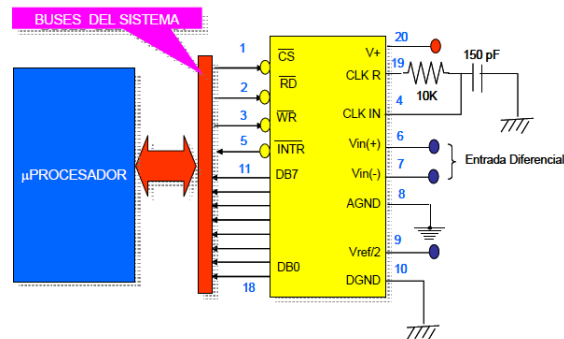 BUSES DEL SISTEMA
µPROCESADOR
1
CS
2
RD
3
WR
5
INTR
11
DB7
DB0
18
20
V+
19
CLK R
10K
150 pF
4
CLK IN
6
Vin(+)
7
Vin(-)
Entrada Diferencial
8
AGND
9
Vref/2
10
DGND